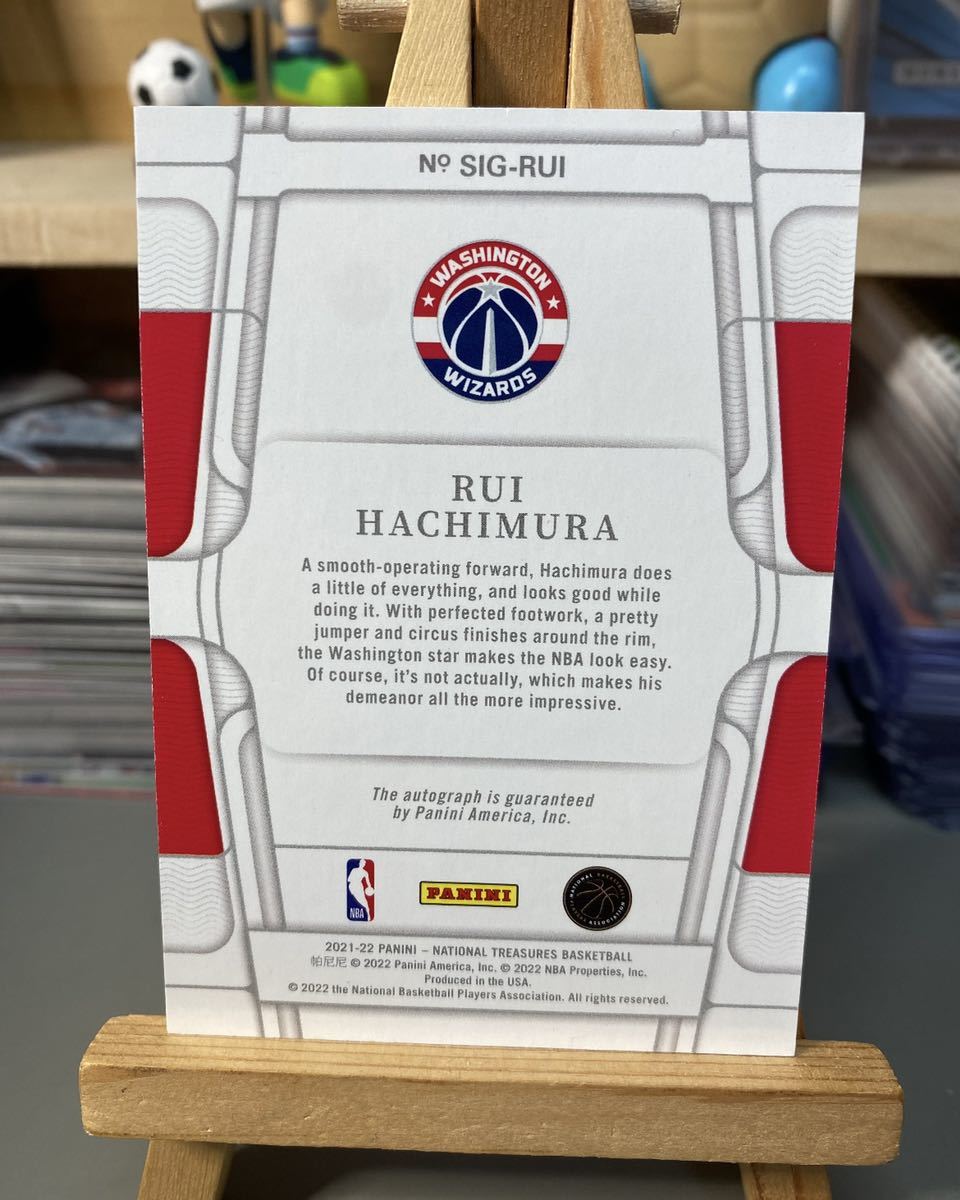 Nº SIG-RUI
WASHINGTON
WIZARDS
RUI
HACHIMURA
A smooth-operating forward, Hachimura does
a little of everything, and looks good while
doing it. With perfected footwork, a pretty
jumper and circus finishes around the rim,
the Washington star makes the NBA look easy.
Of course, it's not actually, which makes his
demeanor all the more impressive.
The autograph is guaranteed
by Panini America, Inc.
NBA
PANINI
NATIONAL BASKETBALL
PLAYERS ASSOCIATION
2021-22 PANINI – NATIONAL TREASURES BASKETBALL
帕尼尼 © 2022 Panini America, Inc. © 2022 NBA Properties, Inc.
Produced in the USA.
© 2022 the National Basketball Players Association. All rights reserved.